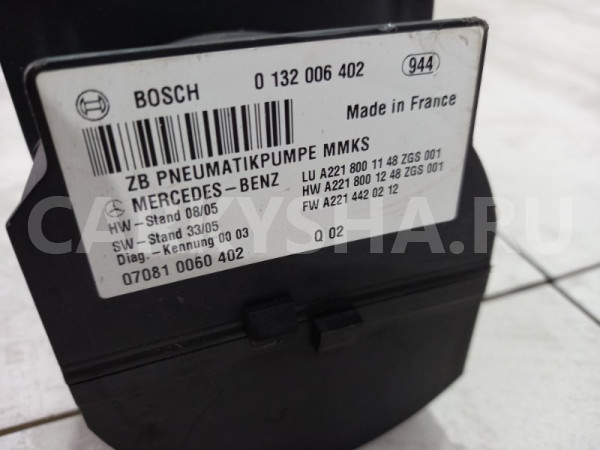 BOSCH 0 132 006 402 944
Made in France
ZB PNEUMATIKPUMPE MMKS
MERCEDES-BENZ LU A221 800 11 48 ZGS 001
HW-Stand 08/05 HW A221 800 12 48 ZGS 001
SW-Stand 33/05 FW A221 442 02 12
Diag.-Kennung 00 03
07081 0060 402 Q 02
CARKYSHA.RU